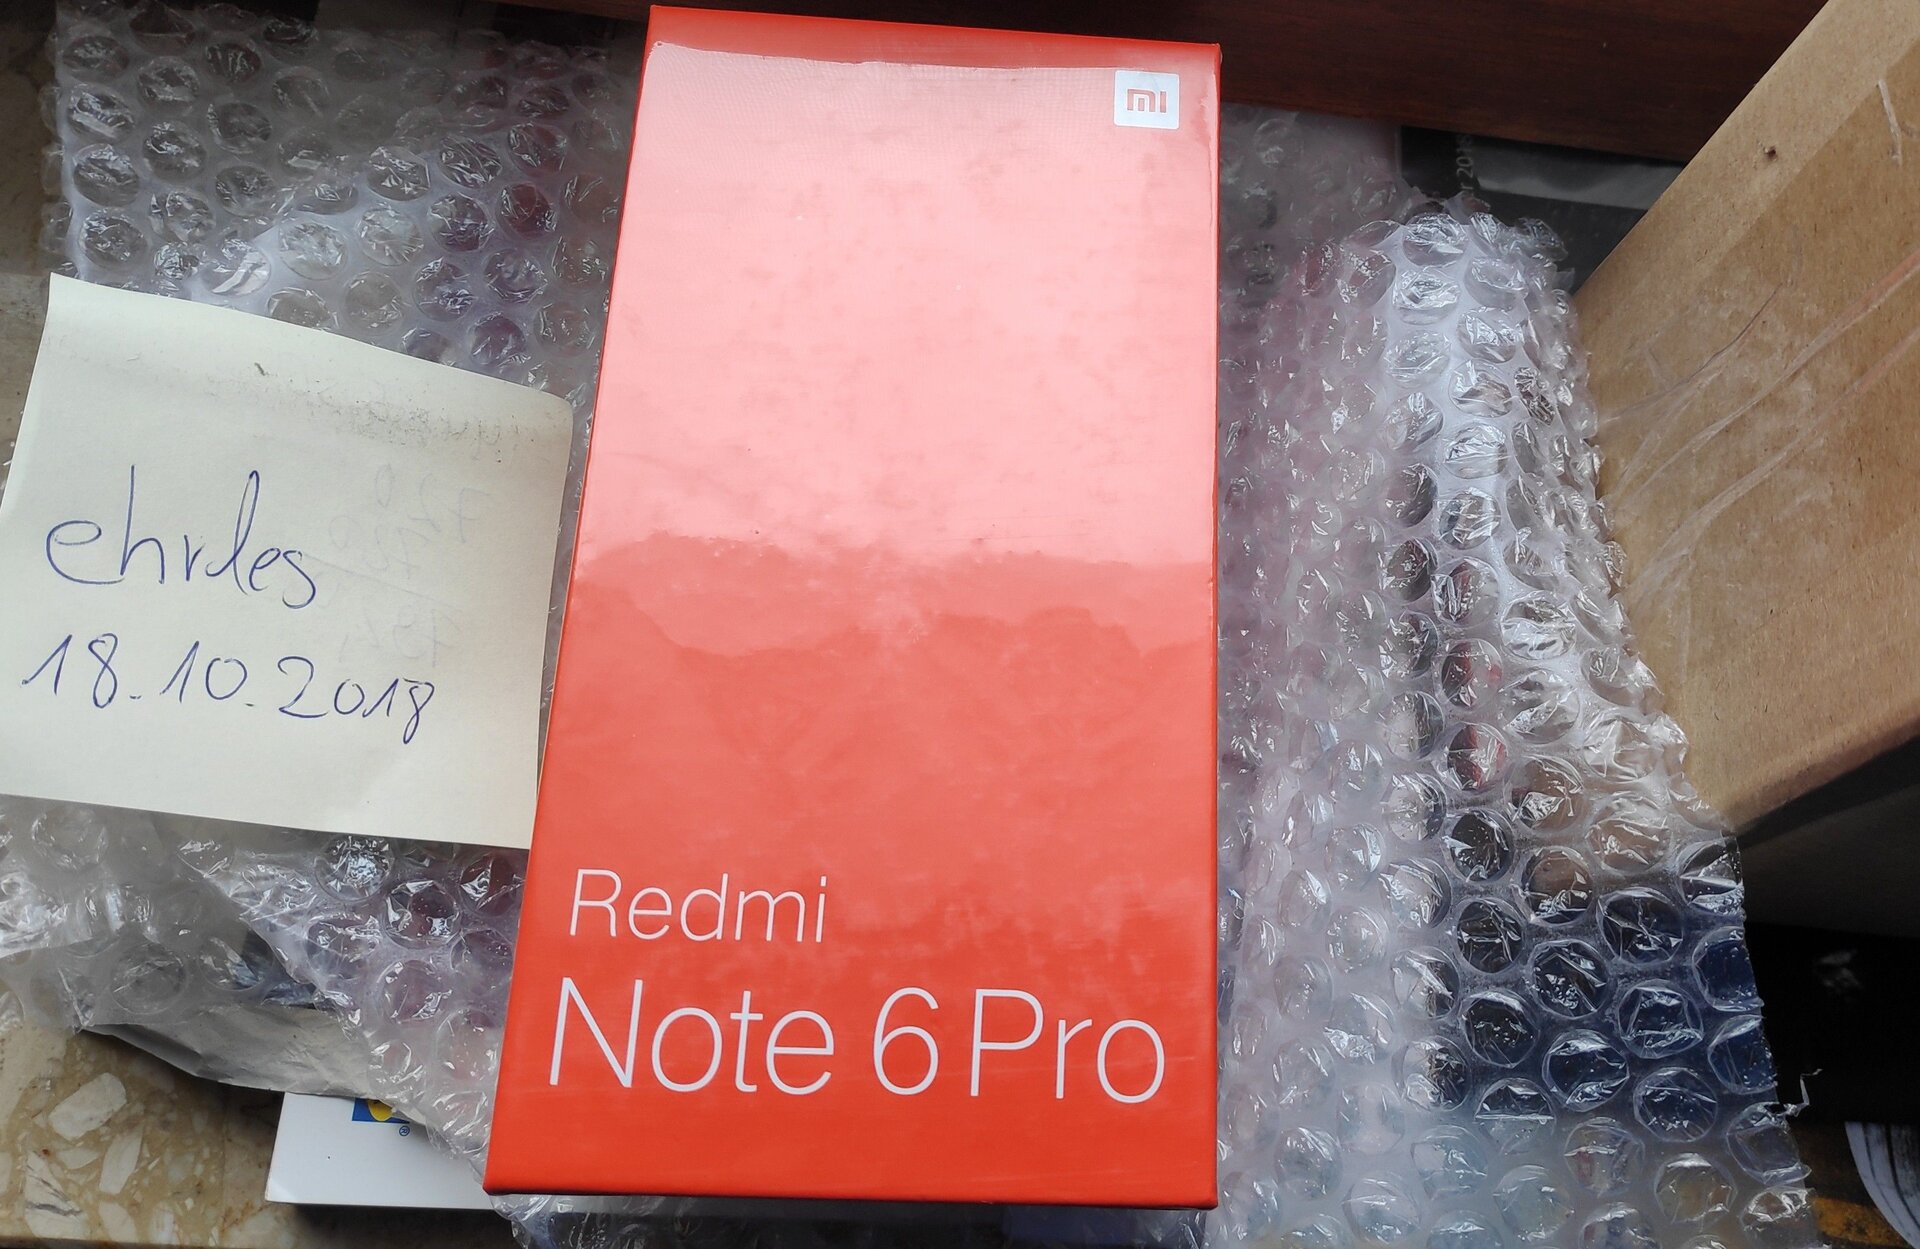 mi
ehrles
18.10.2018
Redmi
Note 6 Pro
®